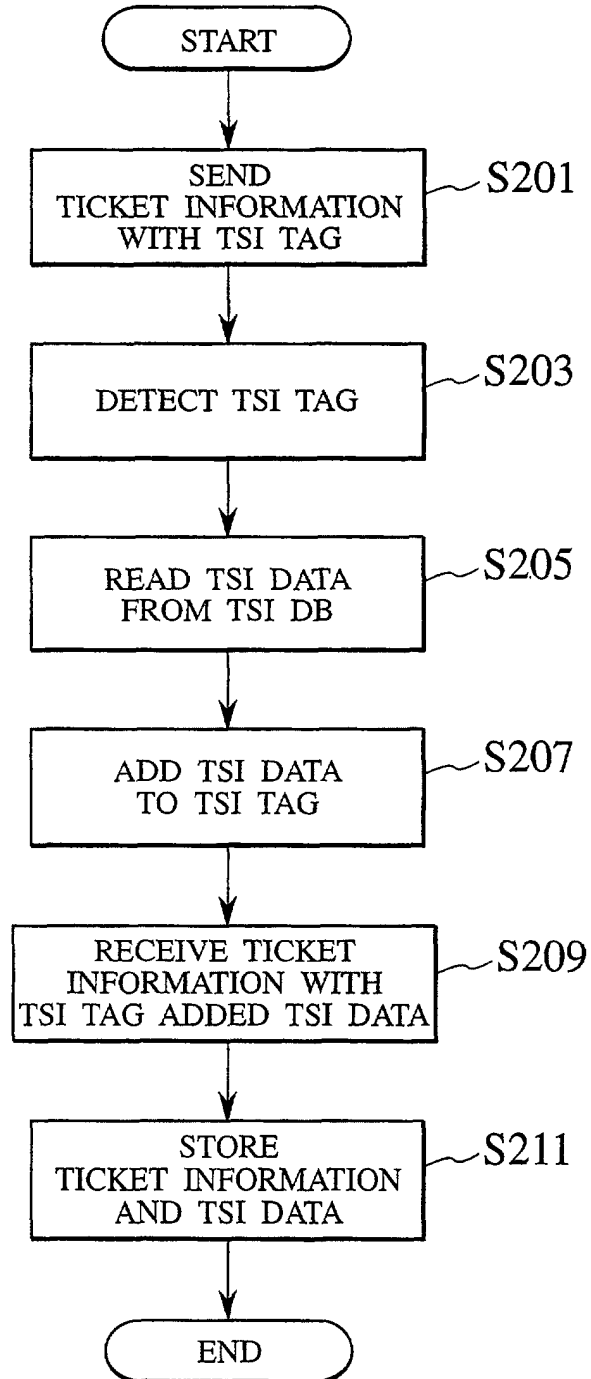 START
SEND
TICKET INFORMATION
WITH TSI TAG
S201
DETECT TSI TAG
S203
READ TSI DATA
FROM TSI DB
S205
ADD TSI DATA
TO TSI TAG
S207
RECEIVE TICKET
INFORMATION WITH
TSI TAG ADDED TSI DATA
S209
STORE
TICKET INFORMATION
AND TSI DATA
S211
END